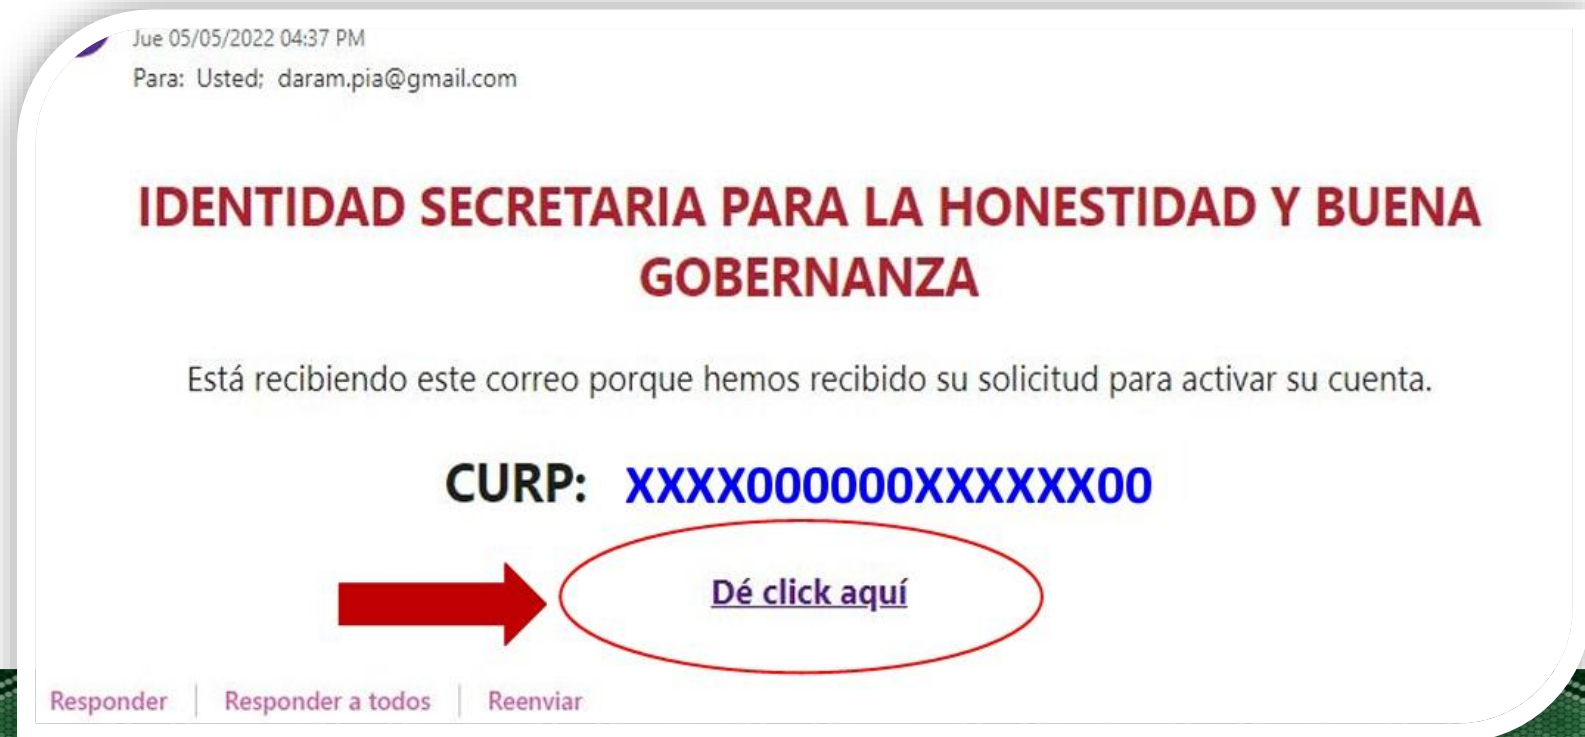 Jue 05/05/2022 04:37 PM
Para: Usted; daram.pia@gmail.com
IDENTIDAD SECRETARIA PARA LA HONESTIDAD Y BUENA
GOBERNANZA
Está recibiendo este correo porque hemos recibido su solicitud para activar su cuenta.
CURP: XXXX000000XXXXXX00
Dé click aquí
Responder Responder a todos Reenviar